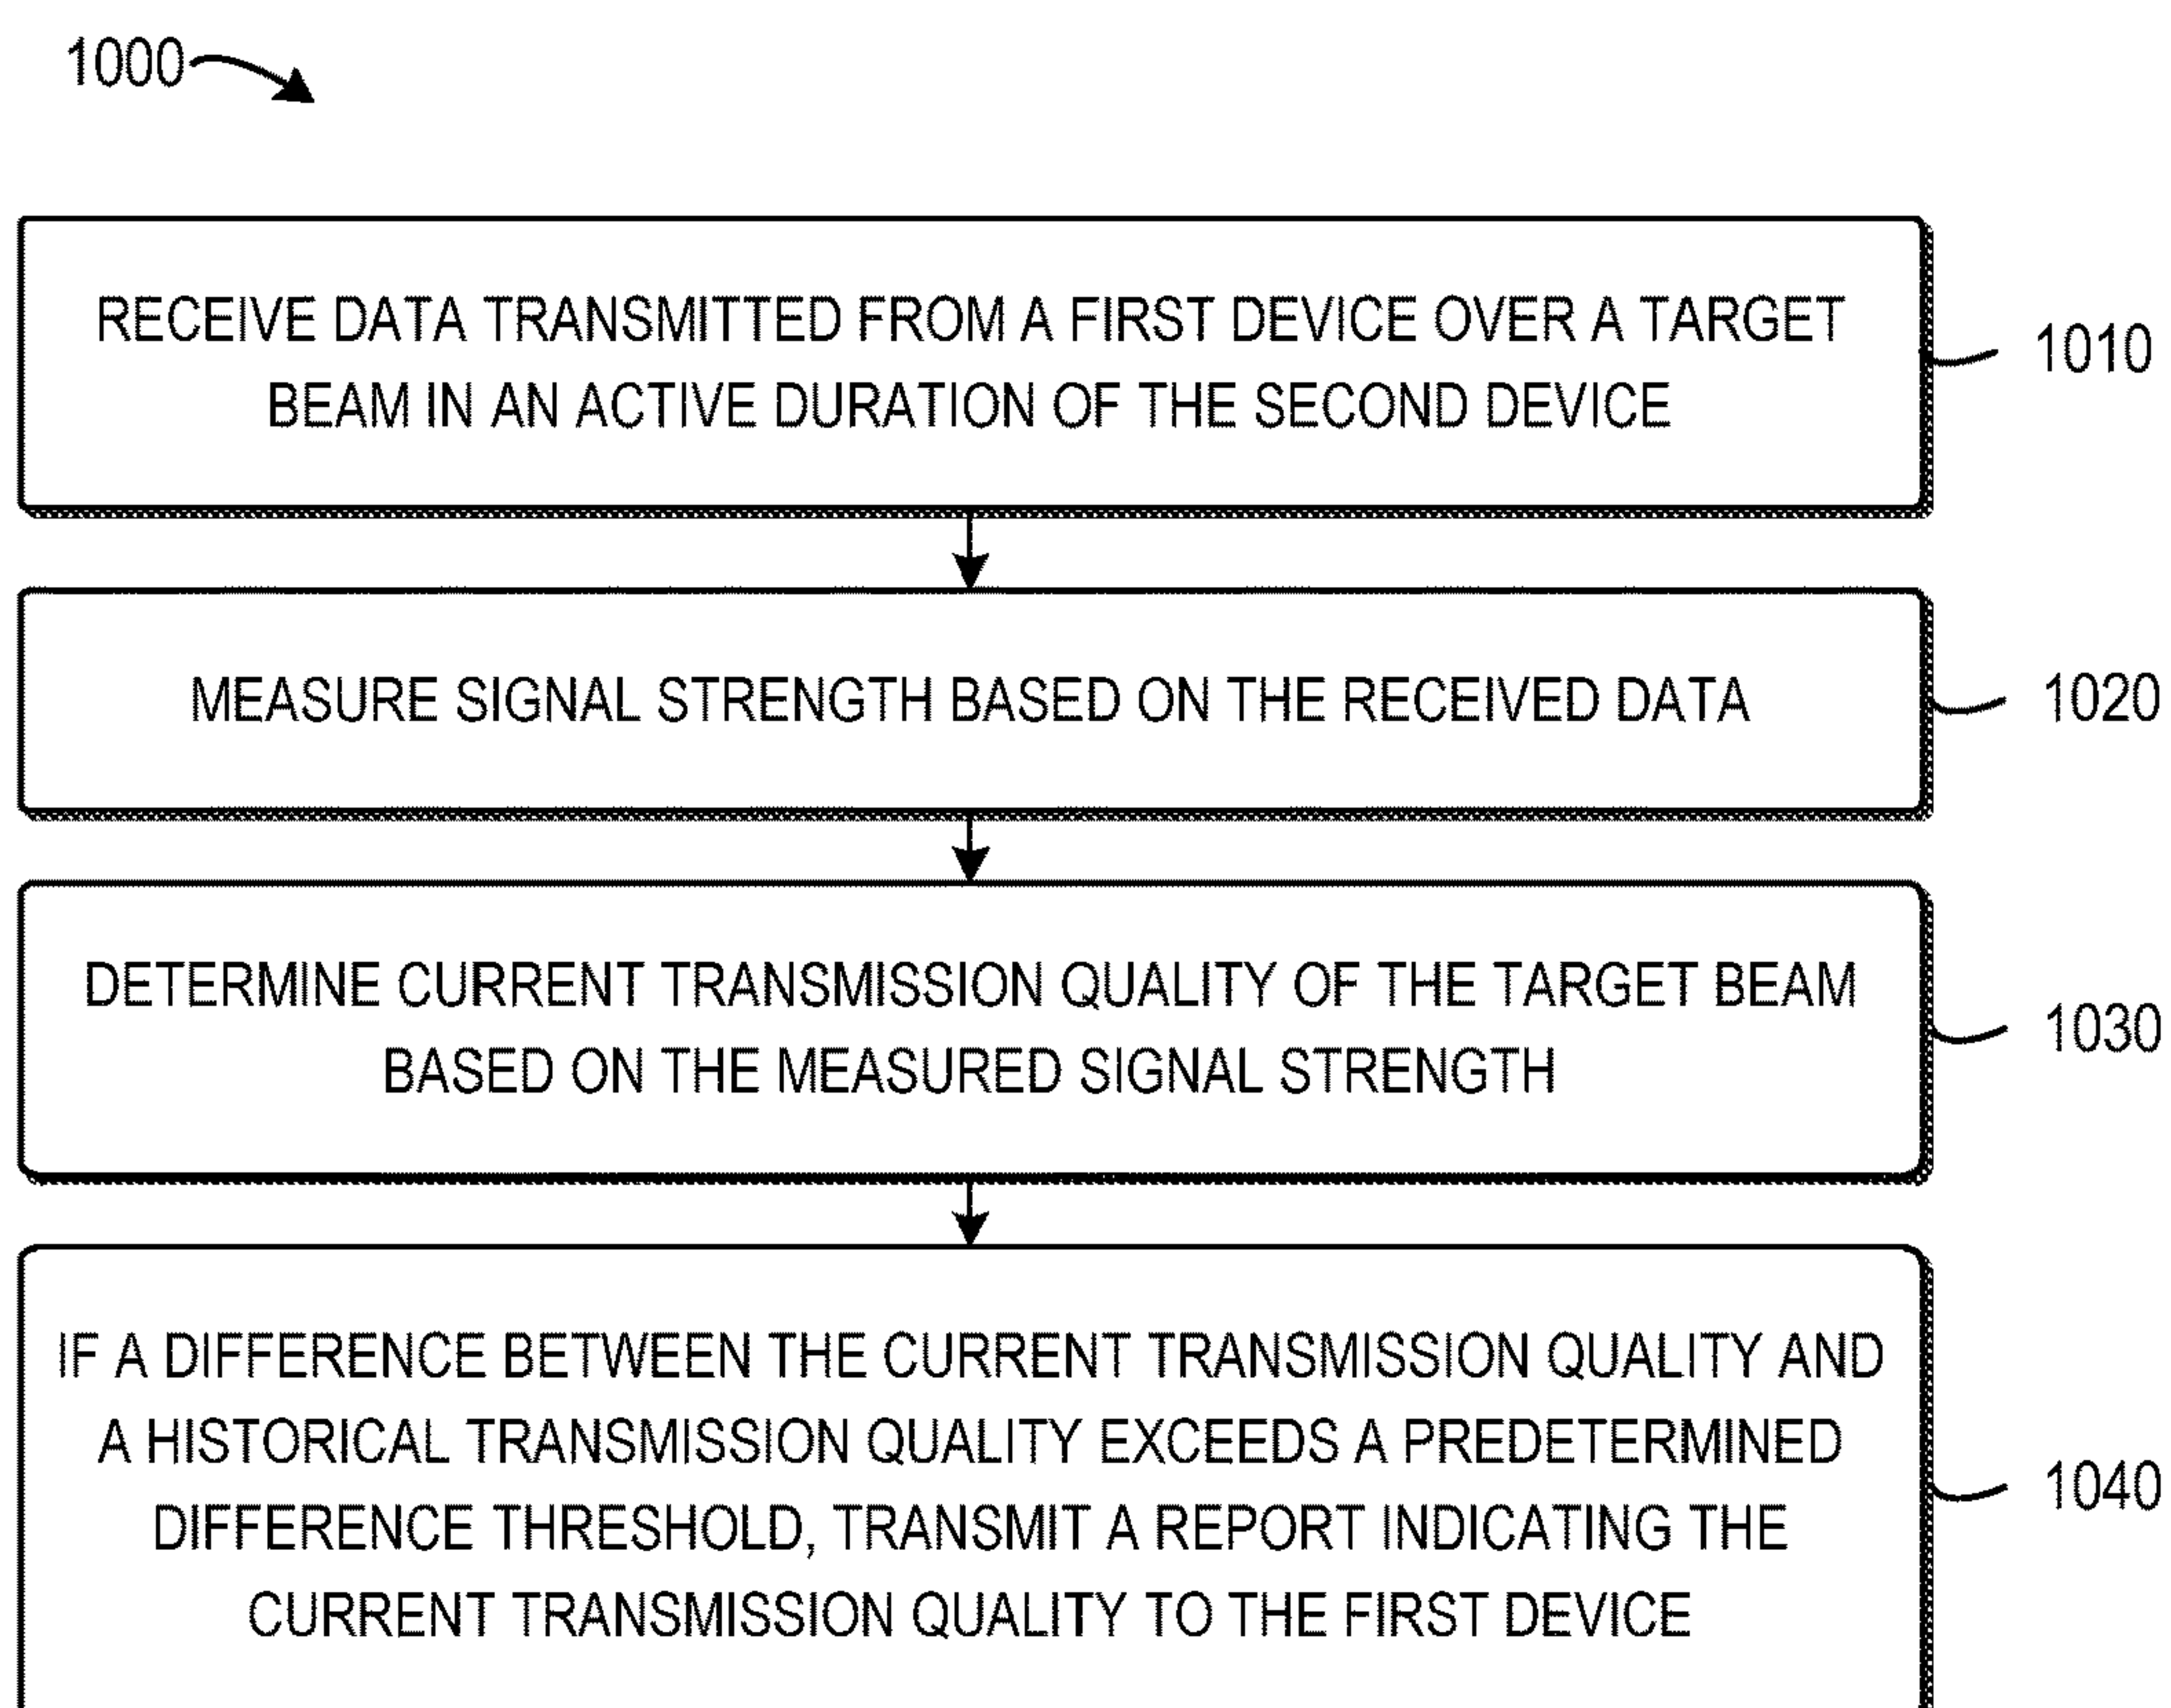 1000
RECEIVE DATA TRANSMITTED FROM A FIRST DEVICE OVER A TARGET
BEAM IN AN ACTIVE DURATION OF THE SECOND DEVICE
1010
MEASURE SIGNAL STRENGTH BASED ON THE RECEIVED DATA
1020
DETERMINE CURRENT TRANSMISSION QUALITY OF THE TARGET BEAM
BASED ON THE MEASURED SIGNAL STRENGTH
1030
IF A DIFFERENCE BETWEEN THE CURRENT TRANSMISSION QUALITY AND
A HISTORICAL TRANSMISSION QUALITY EXCEEDS A PREDETERMINED
DIFFERENCE THRESHOLD, TRANSMIT A REPORT INDICATING THE
CURRENT TRANSMISSION QUALITY TO THE FIRST DEVICE
1040